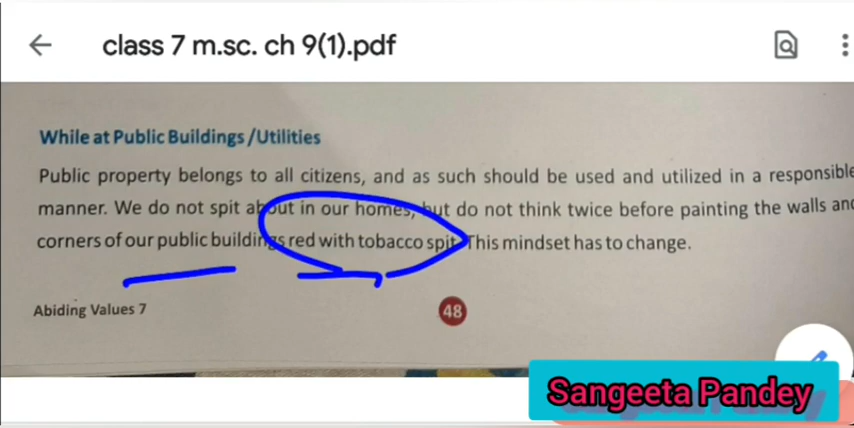 class 7 m.sc. ch 9(1).pdf
While at Public Buildings/Utilities
Public property belongs to all citizens, and as such should be used and utilized in a responsible
manner. We do not spit about in our homes, but do not think twice before painting the walls and
corners of our public buildings red with tobacco spit. This mindset has to change.
Abiding Values 7
48
Sangeeta Pandey